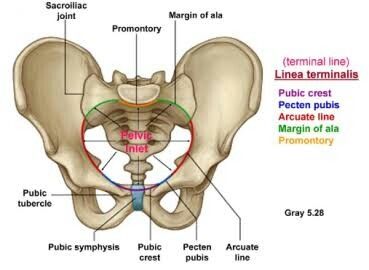 Sacroiliac
joint
Promontory
Margin of ala
Pelvic
Inlet
(terminal line)
Linea terminalis
Pubic crest
Pecten pubis
Arcuate line
Margin of ala
Promontory
Gray 5.28
Pubic
tubercle
Pubic symphysis
Pubic
crest
Pecten
pubis
Arcuate
line